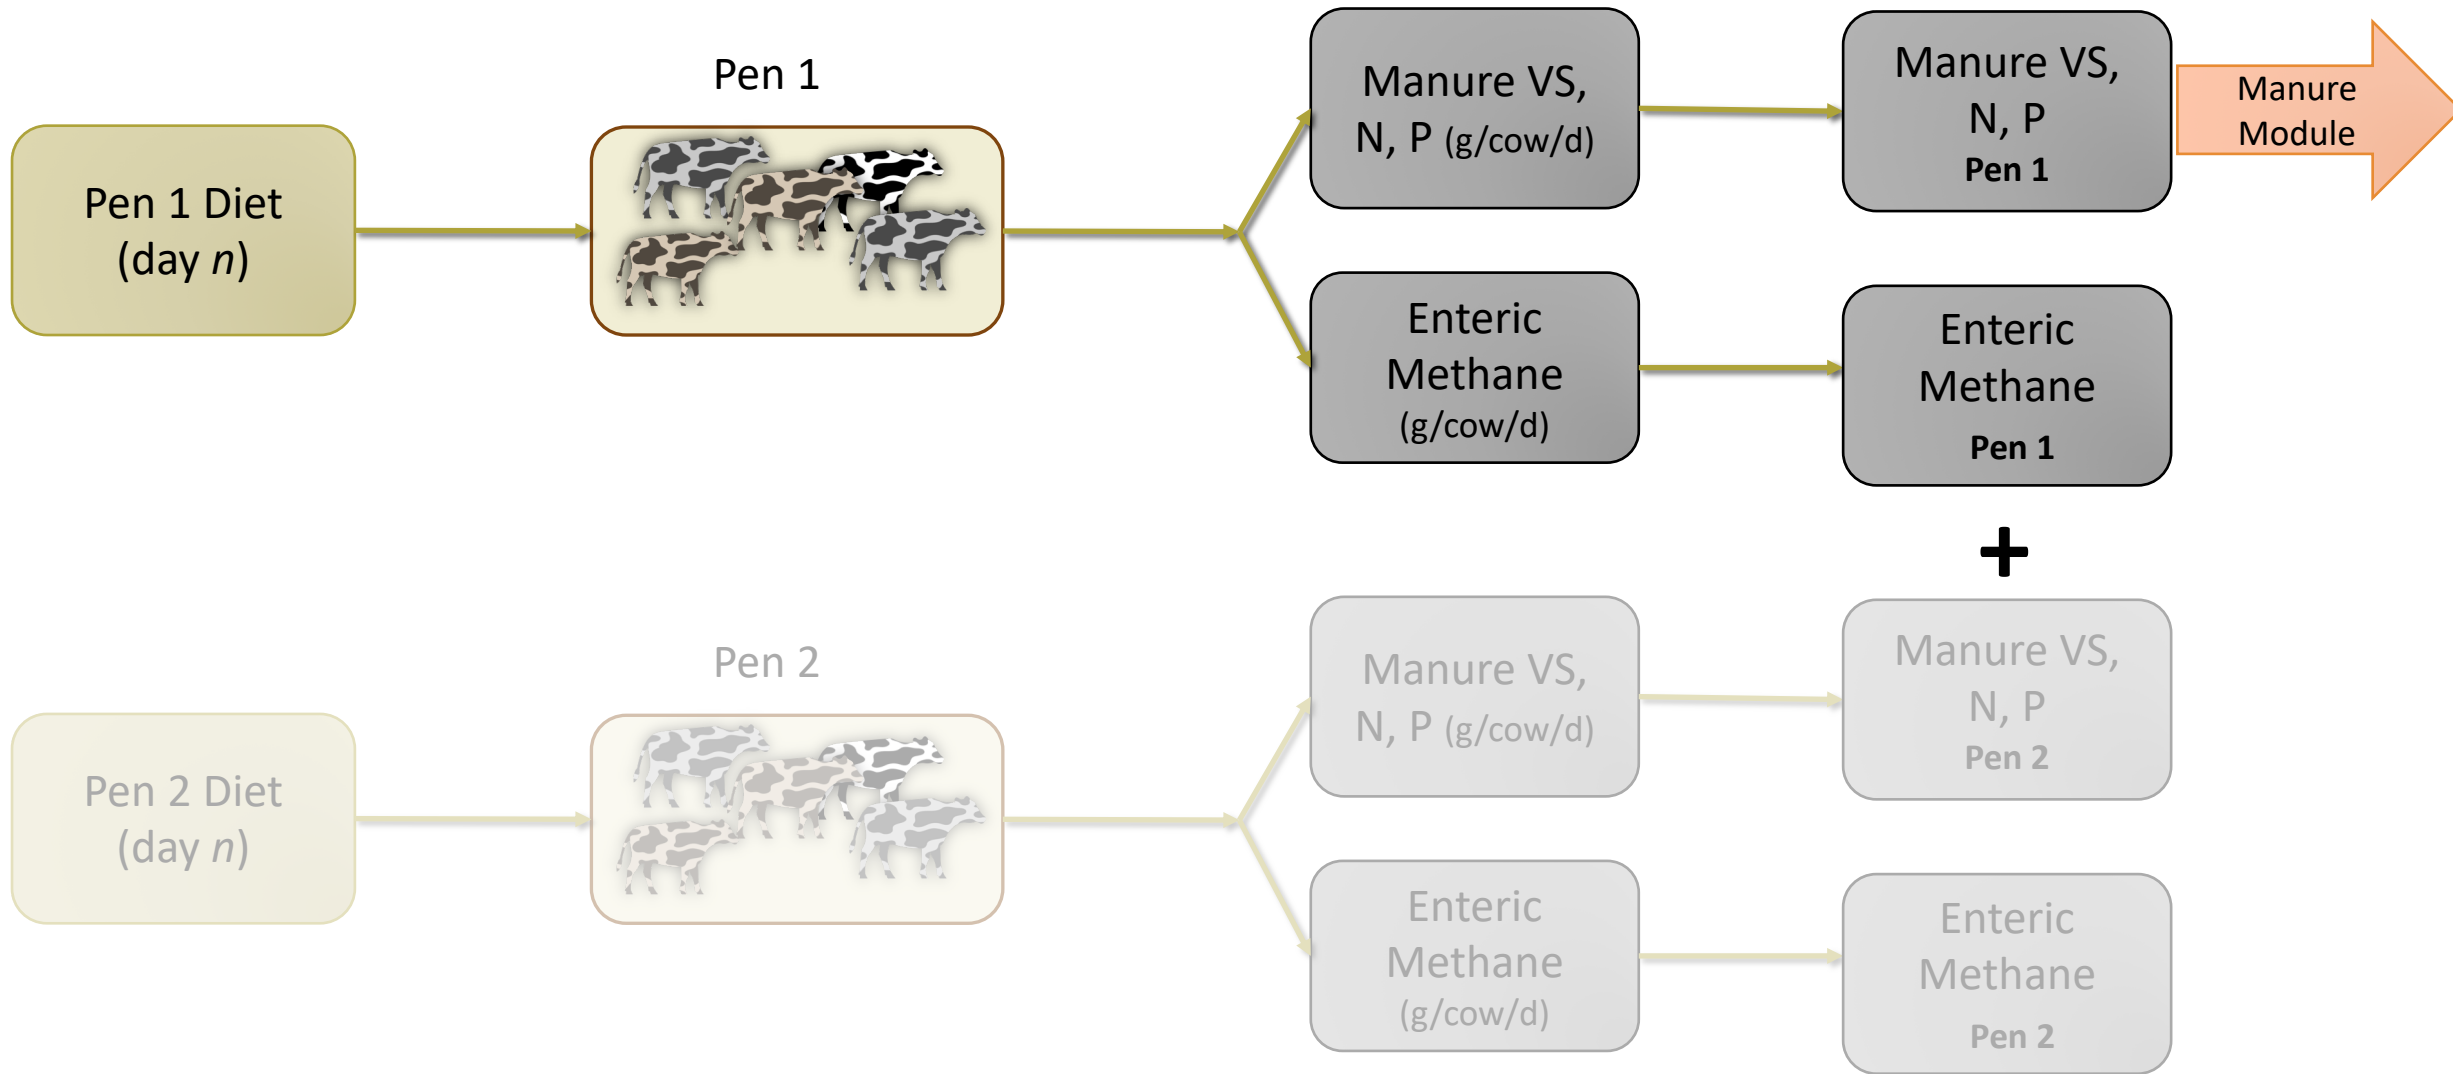 Pen 1 Diet
(day n)
Pen 1
Manure VS,
N, P (g/cow/d)
Manure VS,
N, P
Pen 1
Manure
Module
Enteric
Methane
(g/cow/d)
Enteric
Methane
Pen 1
+
Pen 2 Diet
(day n)
Pen 2
Manure VS,
N, P (g/cow/d)
Manure VS,
N, P
Pen 2
Enteric
Methane
(g/cow/d)
Enteric
Methane
Pen 2